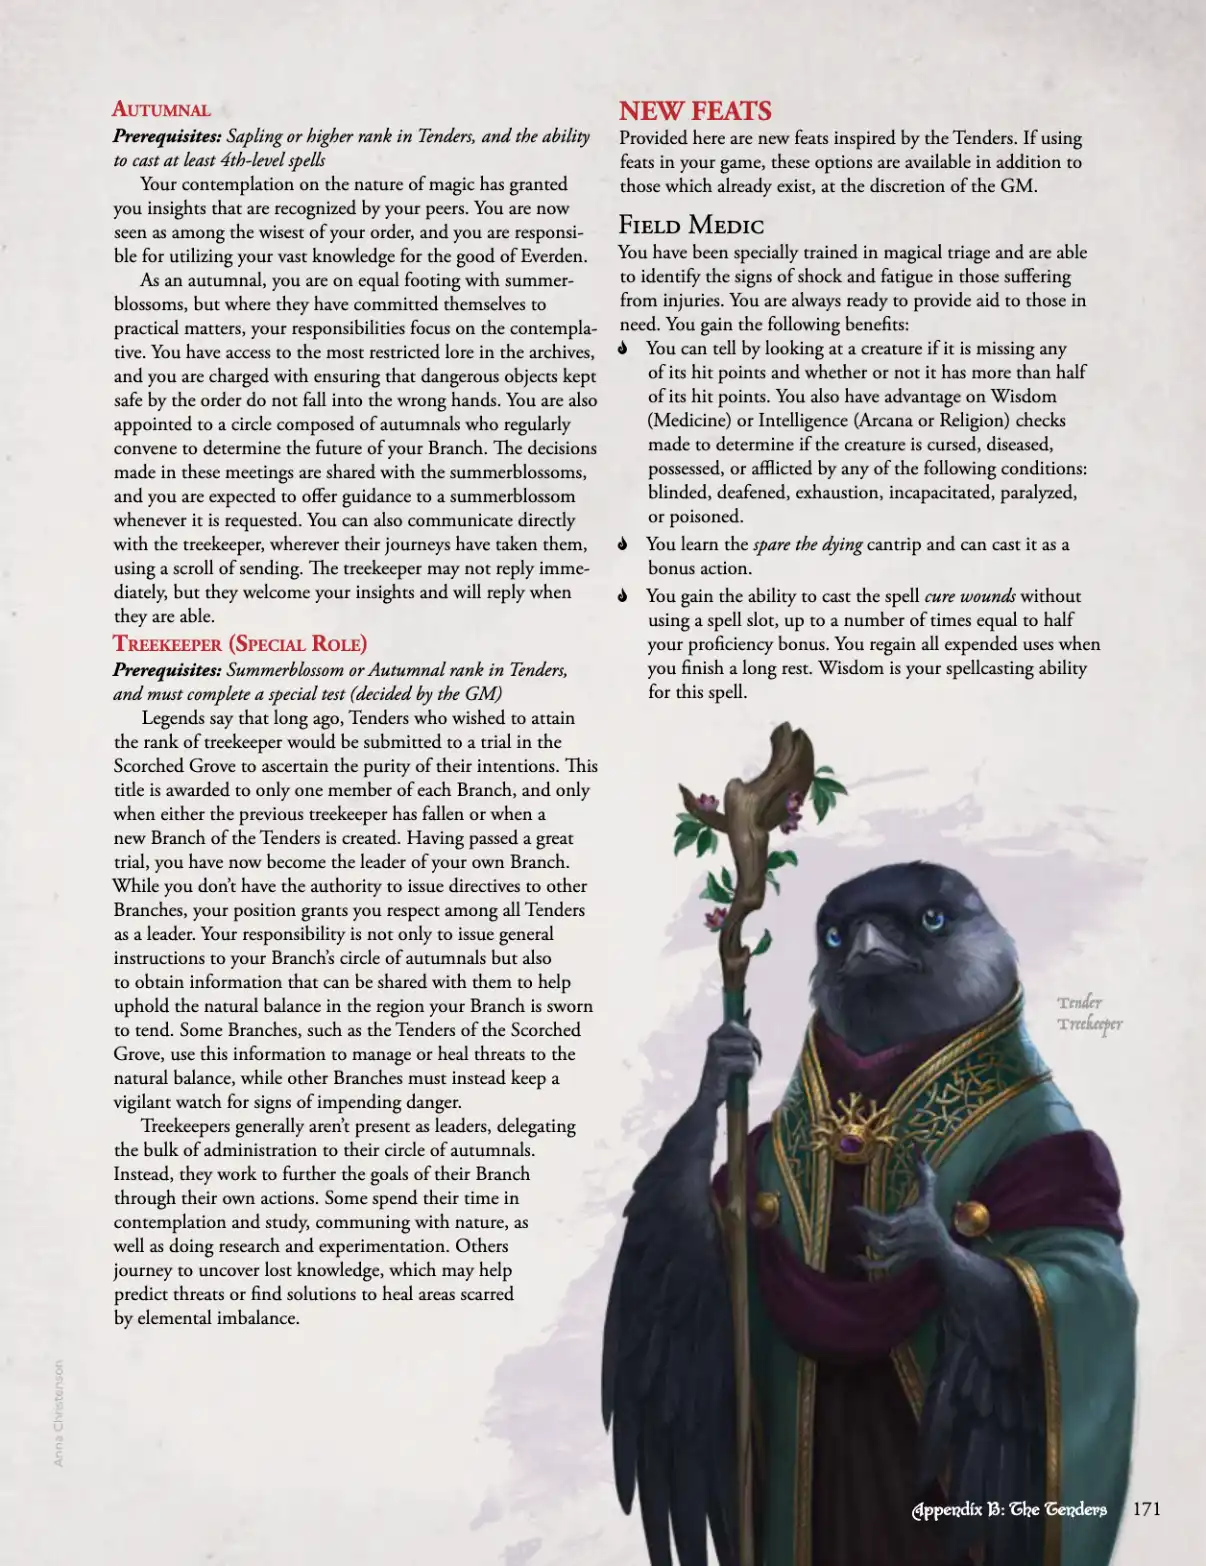 Autumnal
Prerequisites: Sapling or higher rank in Tenders, and the ability
to cast at least 4th-level spells
Your contemplation on the nature of magic has granted
you insights that are recognized by your peers. You are now
seen as among the wisest of your order, and you are responsi-
ble for utilizing your vast knowledge for the good of Everden.
As an autumnal, you are on equal footing with summer-
blossoms, but where they have committed themselves to
practical matters, your responsibilities focus on the contempla-
tive. You have access to the most restricted lore in the archives,
and you are charged with ensuring that dangerous objects kept
safe by the order do not fall into the wrong hands. You are also
appointed to a circle composed of autumnals who regularly
convene to determine the future of your Branch. The decisions
made in these meetings are shared with the summerblossoms,
and you are expected to offer guidance to a summerblossom
whenever it is requested. You can also communicate directly
with the treekeeper, wherever their journeys have taken them,
using a scroll of sending. The treekeeper may not reply imme-
diately, but they welcome your insights and will reply when
they are able.
Treekeeper (Special Role)
Prerequisites: Summerblossom or Autumnal rank in Tenders,
and must complete a special test (decided by the GM)
Legends say that long ago, Tenders who wished to attain
the rank of treekeeper would be submitted to a trial in the
Scorched Grove to ascertain the purity of their intentions. This
title is awarded to only one member of each Branch, and only
when either the previous treekeeper has fallen or when a
new Branch of the Tenders is created. Having passed a great
trial, you have now become the leader of your own Branch.
While you don't have the authority to issue directives to other
Branches, your position grants you respect among all Tenders
as a leader. Your responsibility is not only to issue general
instructions to your Branch's circle of autumnals but also
to obtain information that can be shared with them to help
uphold the natural balance in the region your Branch is sworn
to tend. Some Branches, such as the Tenders of the Scorched
Grove, use this information to manage or heal threats to the
natural balance, while other Branches must instead keep a
vigilant watch for signs of impending danger.
Treekeepers generally aren't present as leaders, delegating
the bulk of administration to their circle of autumnals.
Instead, they work to further the goals of their Branch
through their own actions. Some spend their time in
contemplation and study, communing with nature, as
well as doing research and experimentation. Others
journey to uncover lost knowledge, which may help
predict threats or find solutions to heal areas scarred
by elemental imbalance.
NEW FEATS
Provided here are new feats inspired by the Tenders. If using
feats in your game, these options are available in addition to
those which already exist, at the discretion of the GM.
Field Medic
You have been specially trained in magical triage and are able
to identify the signs of shock and fatigue in those suffering
from injuries. You are always ready to provide aid to those in
need. You gain the following benefits:
You can tell by looking at a creature if it is missing any
of its hit points and whether or not it has more than half
of its hit points. You also have advantage on Wisdom
(Medicine) or Intelligence (Arcana or Religion) checks
made to determine if the creature is cursed, diseased,
possessed, or afflicted by any of the following conditions:
blinded, deafened, exhaustion, incapacitated, paralyzed,
or poisoned.
You learn the spare the dying cantrip and can cast it as a
bonus action.
You gain the ability to cast the spell cure wounds without
using a spell slot, up to a number of times equal to half
your proficiency bonus. You regain all expended uses when
you finish a long rest. Wisdom is your spellcasting ability
for this spell.
Tender
Treekeeper
Anna Christenson
Appendix B: The Tenders 171